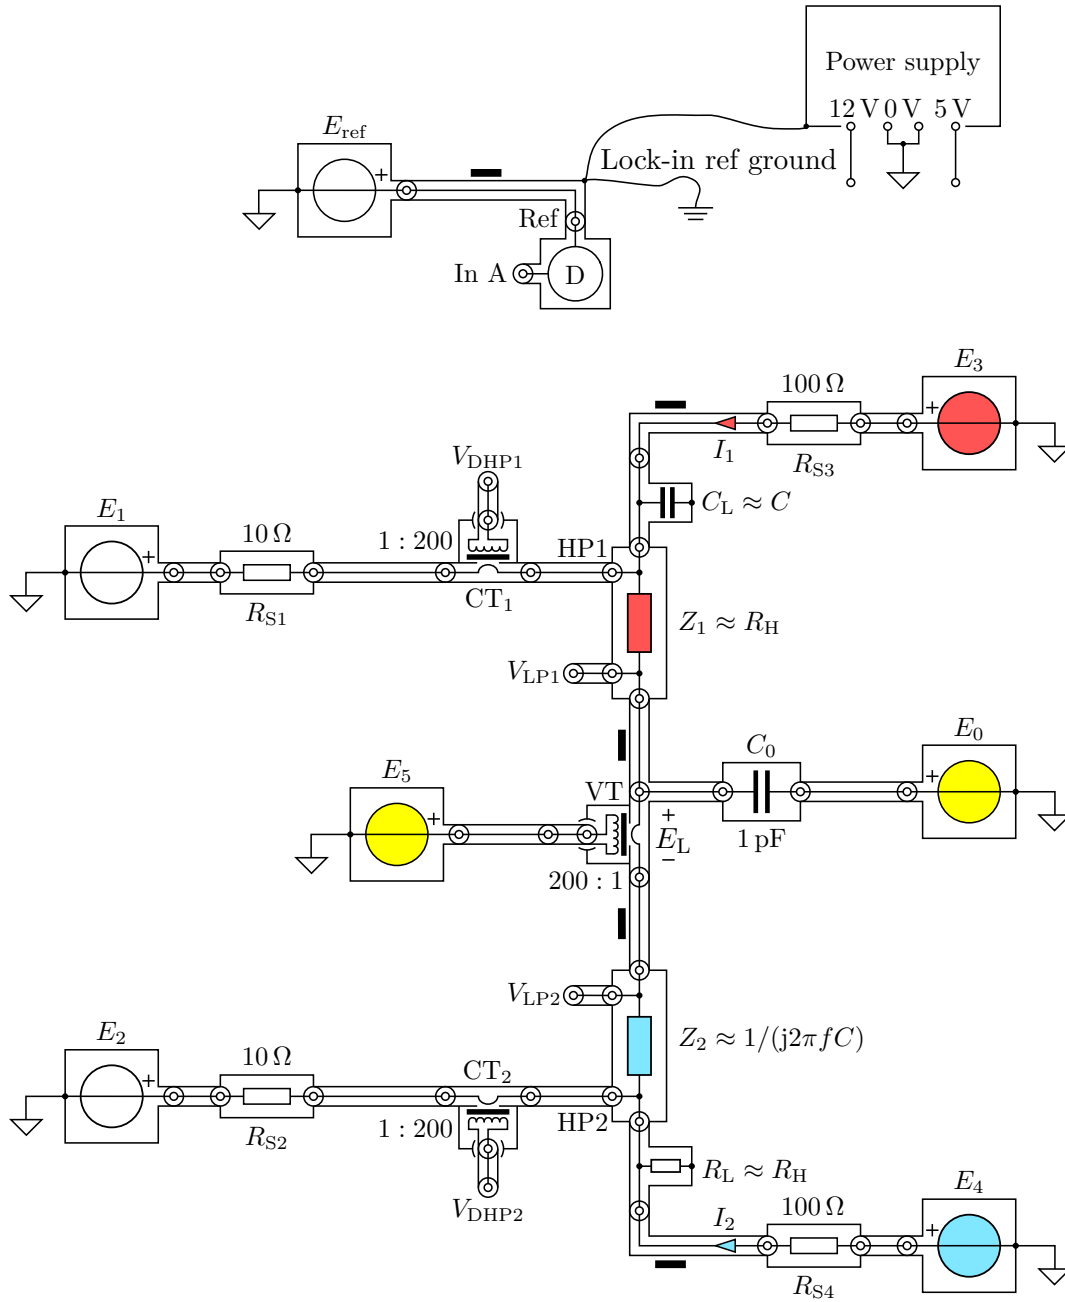 Power supply
12 V 0 V 5 V
E_ref
+
Lock-in ref ground
Ref
In A
D
E_3
100 Ω
+
I_1
R_S3
V_DHP1
C_L ≈ C
E_1
10 Ω
1 : 200
HP1
+
CT_1
R_S1
Z_1 ≈ R_H
V_LP1
E_0
C_0
E_5
VT
+
+
+
E_L
−
1 pF
200 : 1
V_LP2
E_2
Z_2 ≈ 1/(j2πfC)
10 Ω
CT_2
+
HP2
1 : 200
R_S2
R_L ≈ R_H
E_4
V_DHP2
I_2
100 Ω
+
R_S4